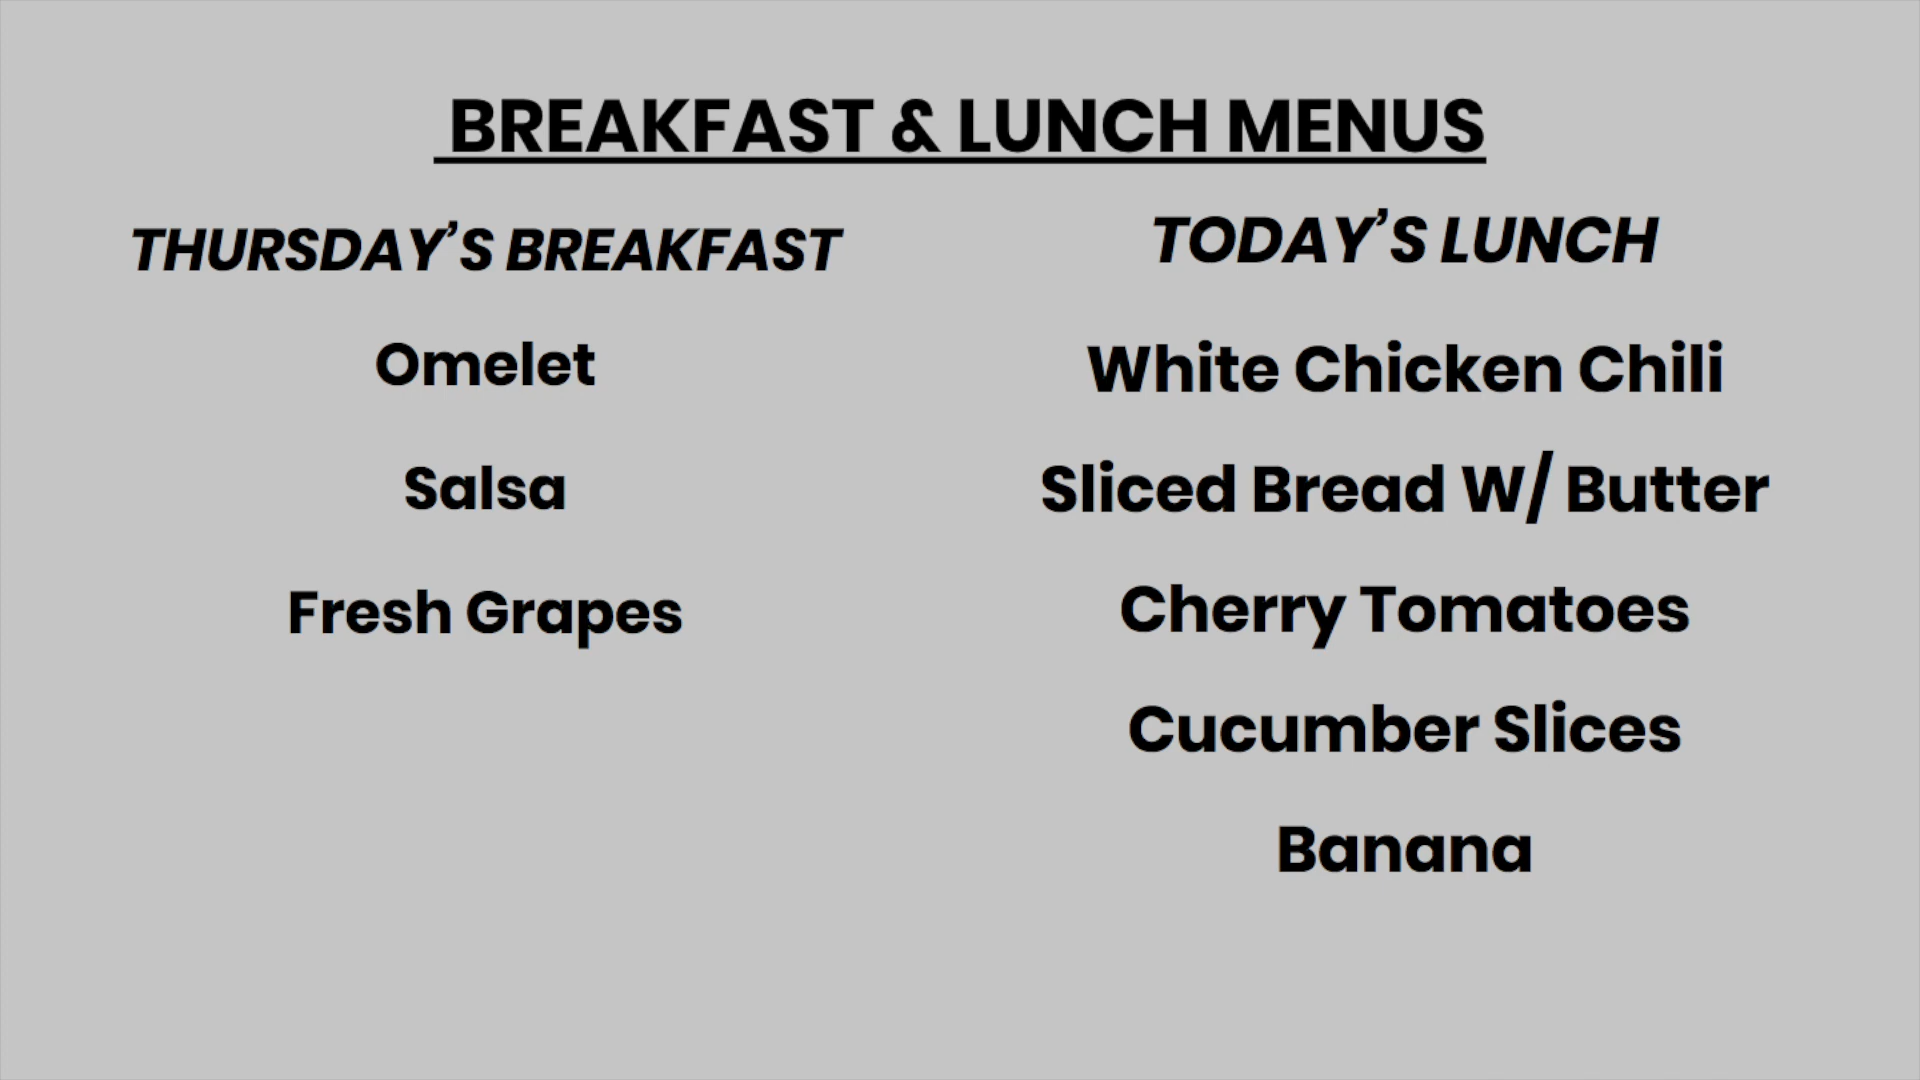 BREAKFAST & LUNCH MENUS
THURSDAY’S BREAKFAST
Omelet
Salsa
Fresh Grapes
TODAY’S LUNCH
White Chicken Chili
Sliced Bread W/ Butter
Cherry Tomatoes
Cucumber Slices
Banana